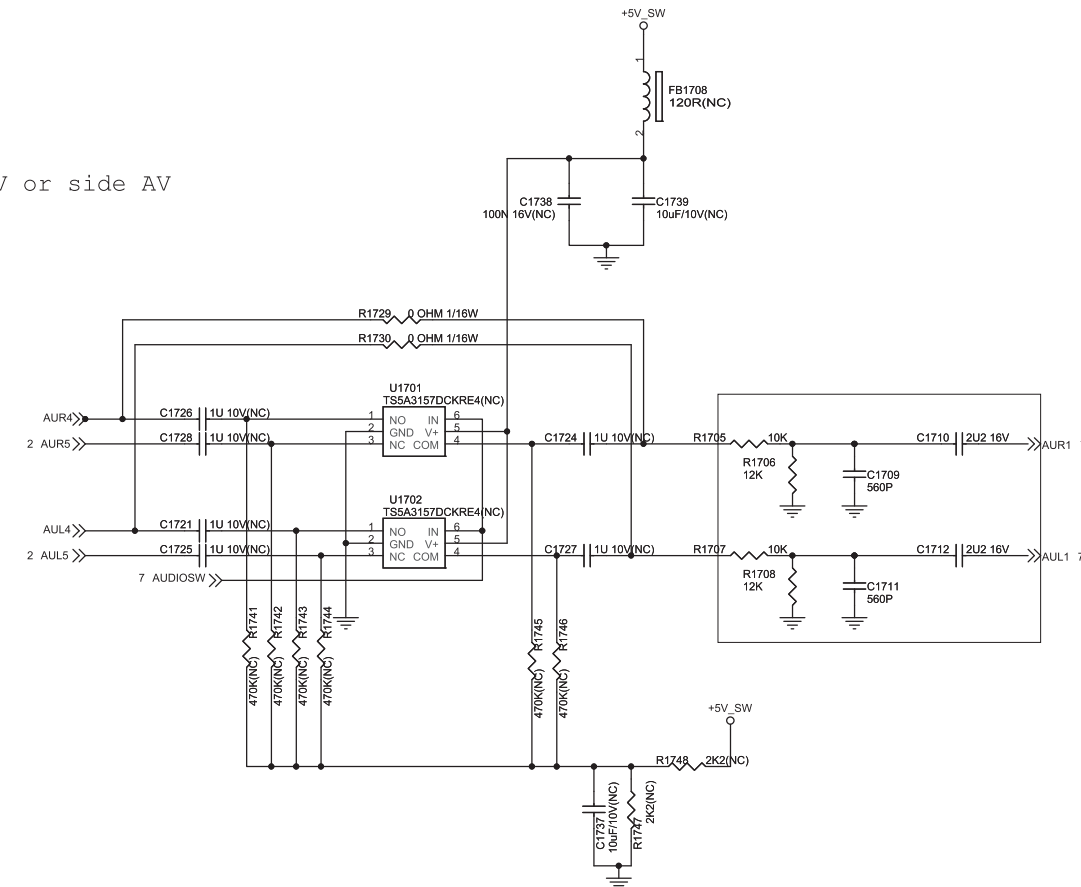 +5V_SW
1
FB1708
120R(NC)
2
V or side AV
C1738
100N 16V(NC)
C1739
10uF/10V(NC)
R1729 0 OHM 1/16W
R1730 0 OHM 1/16W
U1701
TS5A3157DCKRE4(NC)
AUR4 C1726 1U 10V(NC) 1 NO IN 6
2 GND V+ 5
2 AUR5 C1728 1U 10V(NC) 3 NC COM 4
C1724 1U 10V(NC) R1705 10K C1710 2U2 16V AUR1
R1706
12K
C1709
560P
U1702
TS5A3157DCKRE4(NC)
AUL4 C1721 1U 10V(NC) 1 NO IN 6
2 GND V+ 5
2 AUL5 C1725 1U 10V(NC) 3 NC COM 4
C1727 1U 10V(NC) R1707 10K C1712 2U2 16V AUL1 7
7 AUDIOSW
R1708
12K
C1711
560P
R1741
470K(NC)
R1742
470K(NC)
R1743
470K(NC)
R1744
470K(NC)
R1745
470K(NC)
R1746
470K(NC)
+5V_SW
R1748 2K2(NC)
C1737
10uF/10V(NC)
R1747
2K2(NC)